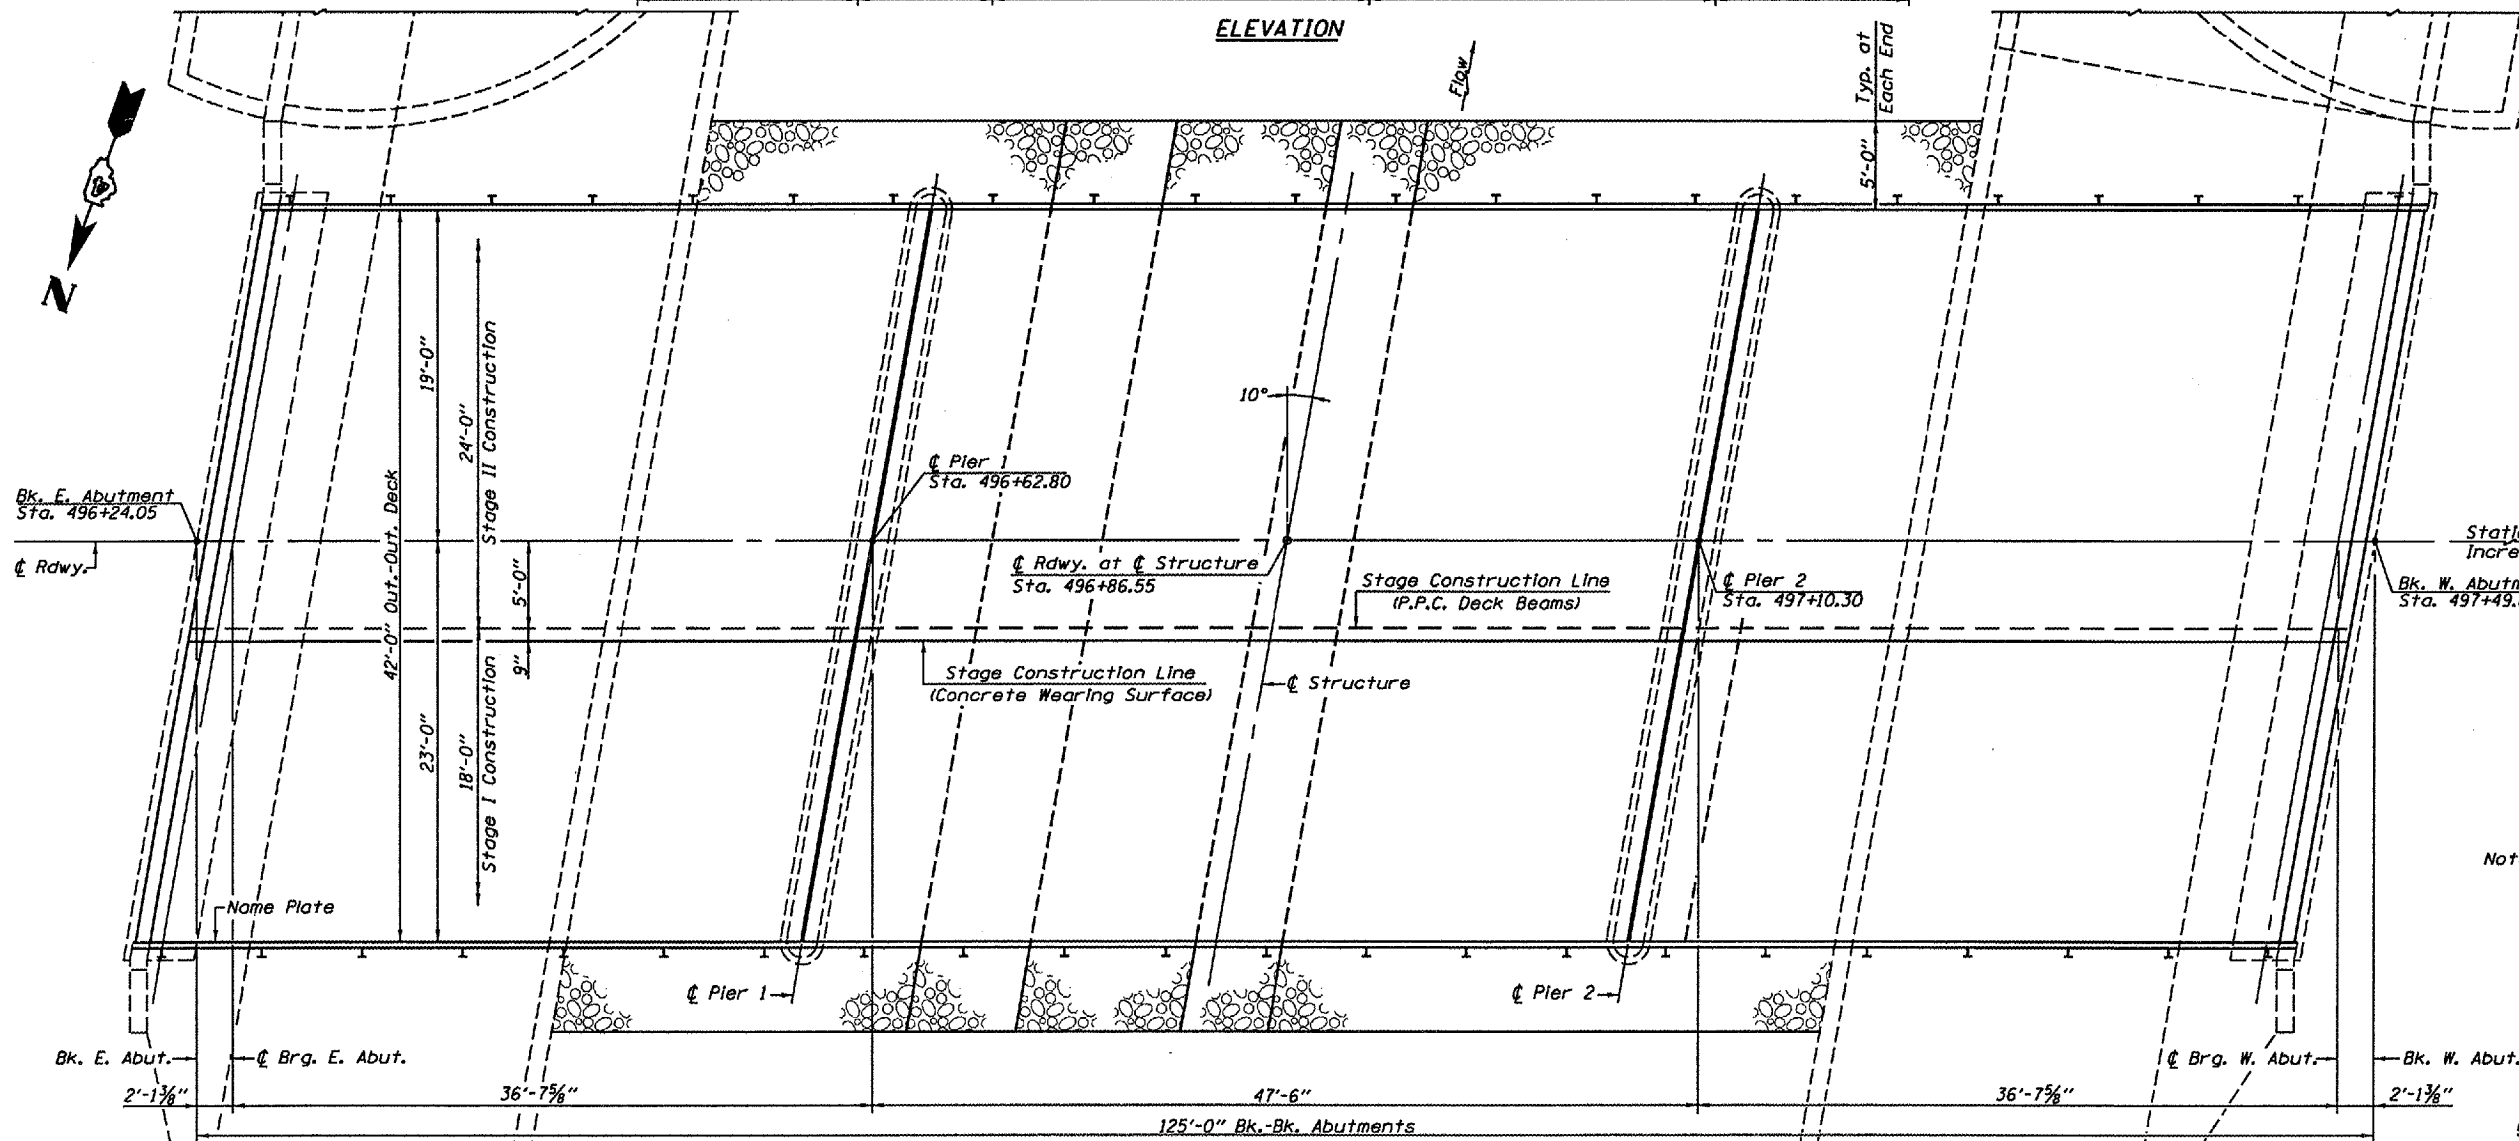 ELEVATION
Flow
Typ. at
Each End
5'-0"
N
19'-0"
24'-0"
Stage II Construction
42'-0" Out.-Out. Deck
10°
℄ Pier 1
Sta. 496+62.80
Bk. E. Abutment
Sta. 496+24.05
℄ Rdwy.
℄ Rdwy. at ℄ Structure
Sta. 496+86.55
5'-0"
9"
Stage Construction Line
(P.P.C. Deck Beams)
℄ Pier 2
Sta. 497+10.30
Bk. W. Abutm
Sta. 497+49.
Stage Construction Line
(Concrete Wearing Surface)
℄ Structure
23'-0"
18'-0"
Stage I Construction
Name Plate
Not
℄ Pier 1
℄ Pier 2
Bk. E. Abut.
℄ Brg. E. Abut.
℄ Brg. W. Abut.
Bk. W. Abut.
2'-1⅜"
36'-7⅝"
47'-6"
36'-7⅝"
2'-1⅜"
125'-0" Bk.-Bk. Abutments